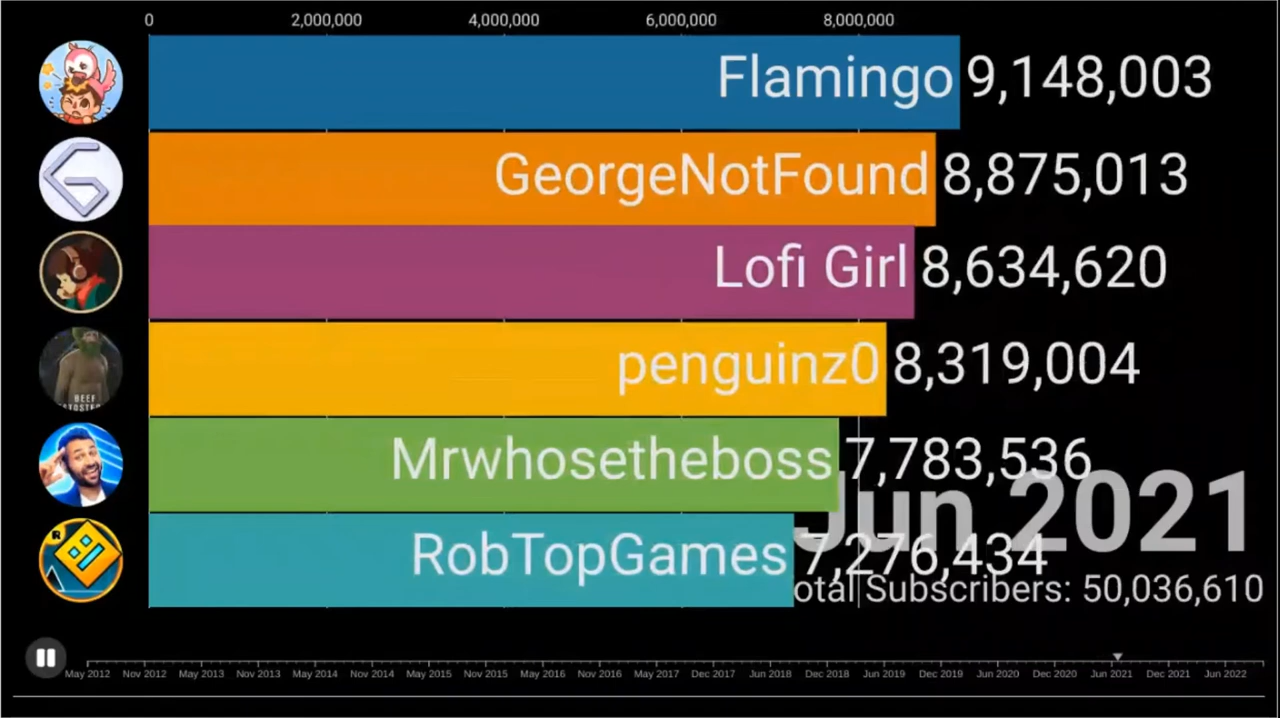 0 2,000,000 4,000,000 6,000,000 8,000,000
Flamingo 9,148,003
GeorgeNotFound 8,875,013
Lofi Girl 8,634,620
penguinz0 8,319,004
BEEF
Mrwhosetheboss 7,783,536
Jun 2021
R
RobTopGames 7,276,434
otal Subscribers: 50,036,610
May 2012 Nov 2012 May 2013 Nov 2013 May 2014 Nov 2014 May 2015 Nov 2015 May 2016 Nov 2016 May 2017 Dec 2017 Jun 2018 Dec 2018 Jun 2019 Dec 2019 Jun 2020 Dec 2020 Jun 2021 Dec 2021 Jun 2022